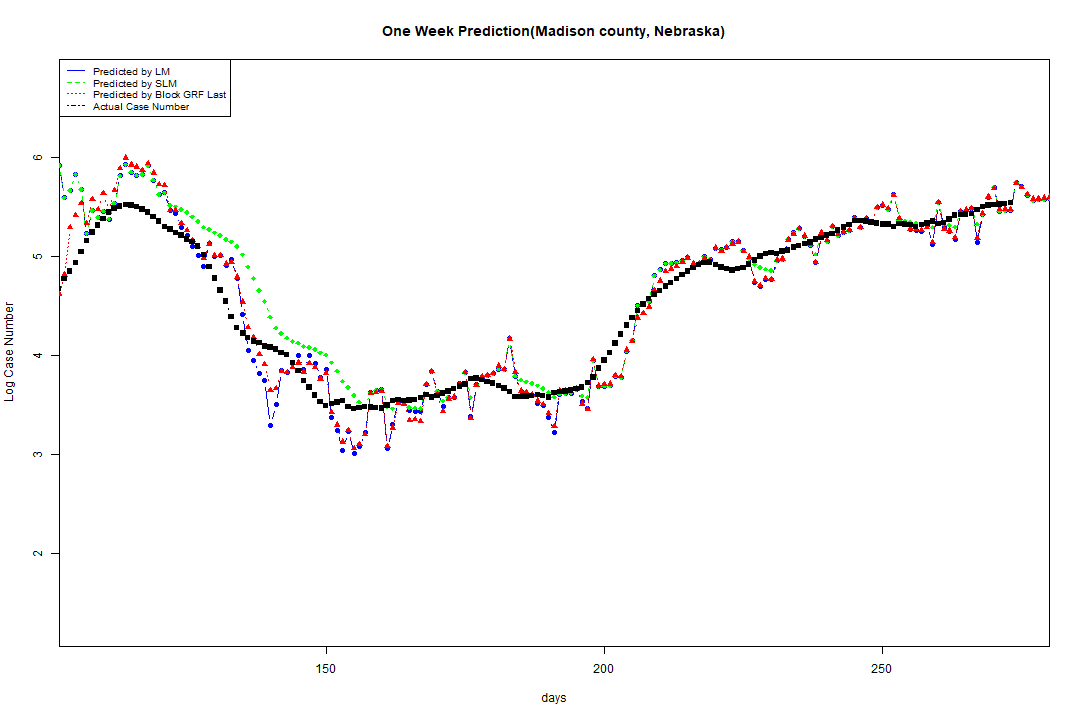 One Week Prediction(Madison county, Nebraska)
Predicted by LM
Predicted by SLM
Predicted by Block GRF Last
Actual Case Number
6
5
4
3
2
Log Case Number
150 200 250
days